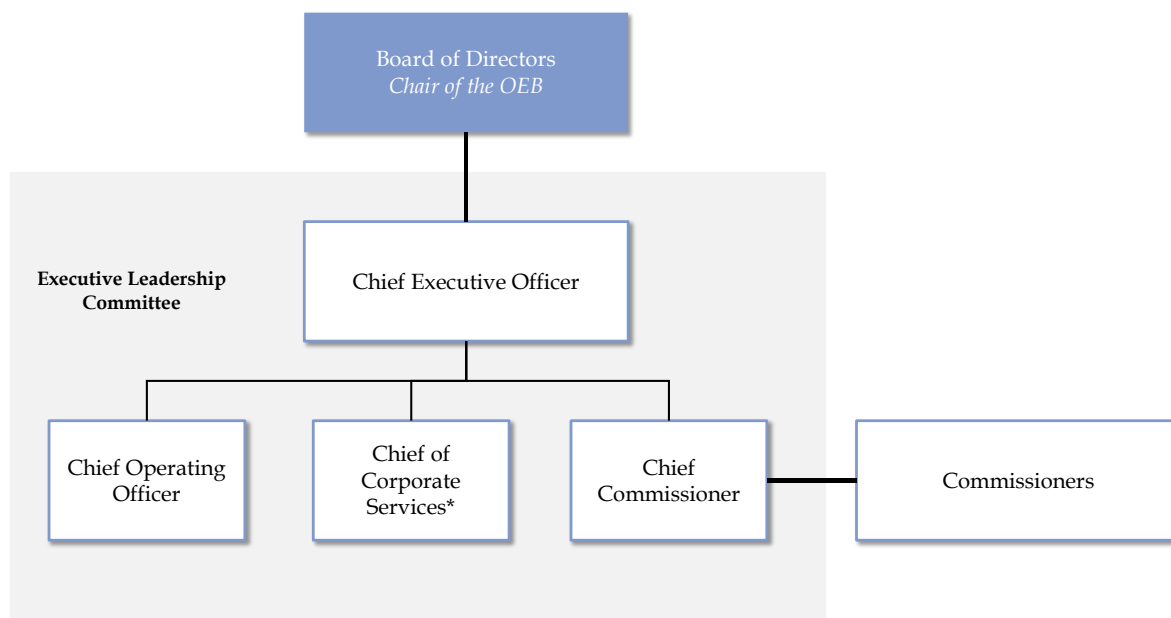 Board of Directors
Chair of the OEB
Executive Leadership
Committee
Chief Executive Officer
Chief Operating
Officer
Chief of
Corporate
Services*
Chief
Commissioner
Commissioners